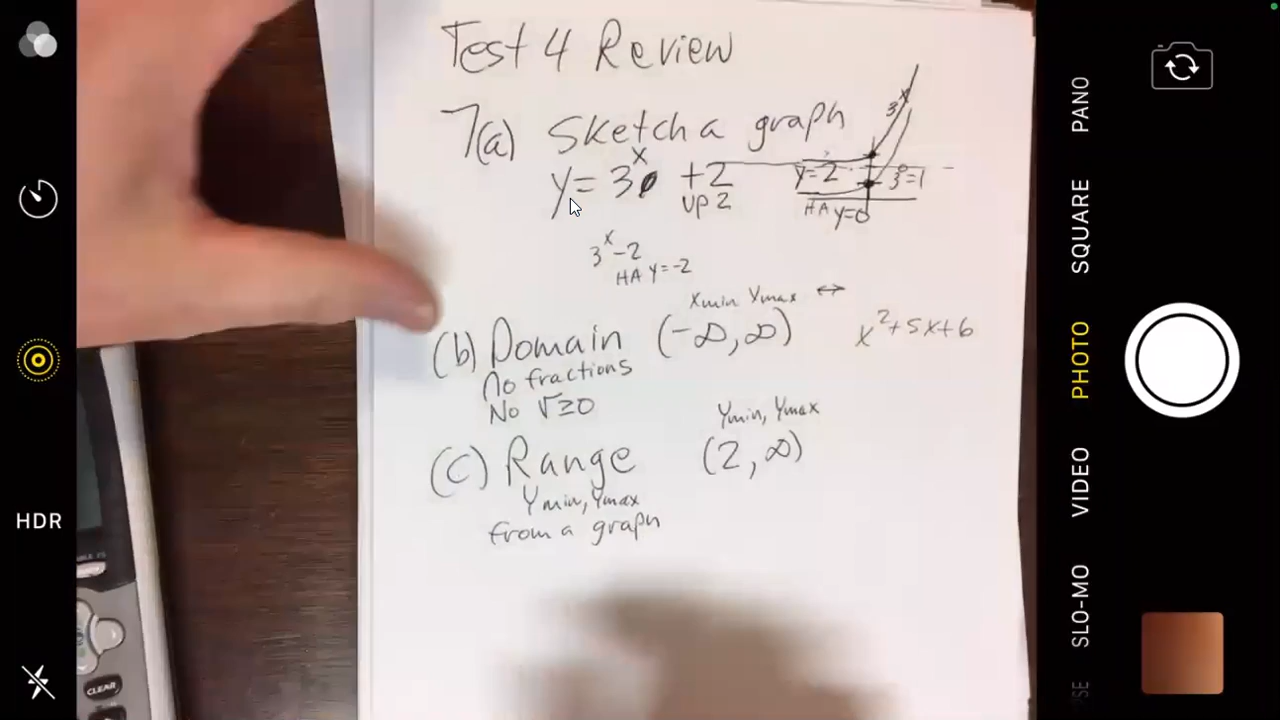 Test 4 Review
7(a) Sketch a graph
y = 3^x +2
up 2
3^x
y=2
3^0=1
HA y=0
3^x -2
HA y=-2
xmin xmax ↔
(b) Domain (-∞,∞)
x^2+5x+6
No fractions
No √≥0
Ymin, Ymax
(C) Range (2,∞)
Ymin, Ymax
from a graph
HDR
CLEAR
PANO
SQUARE
PHOTO
VIDEO
SLO-MO